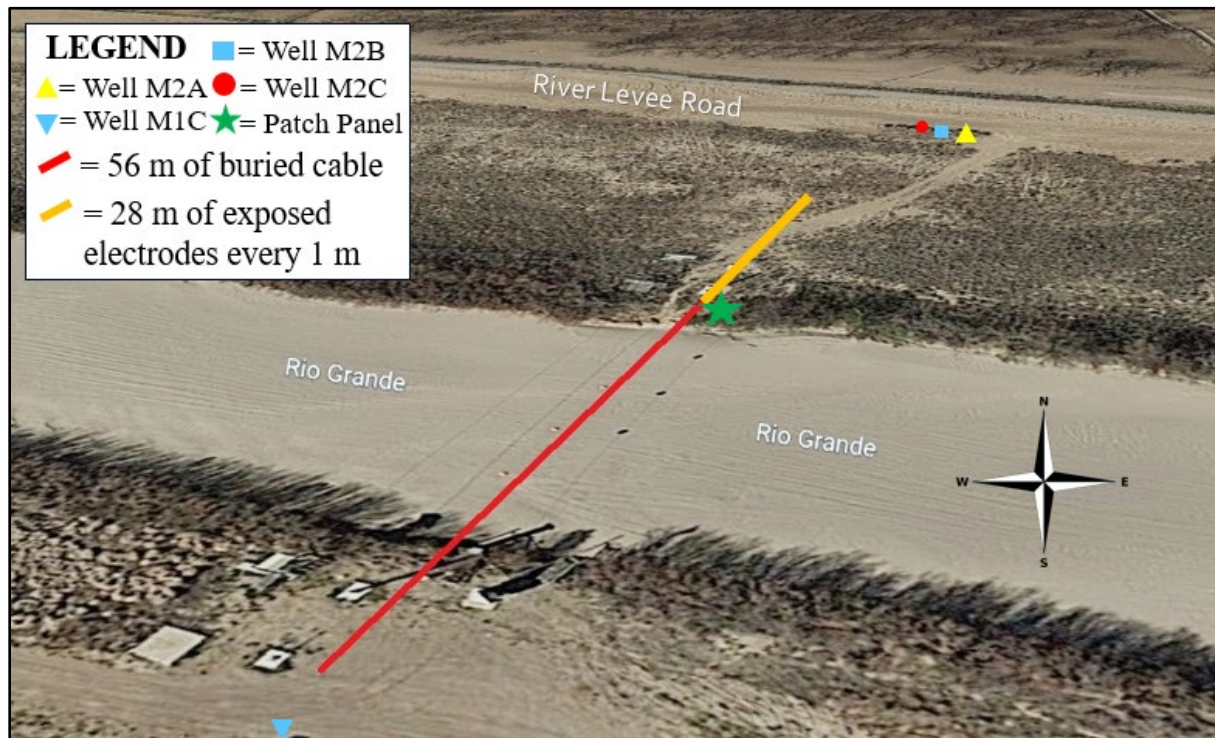 LEGEND
= Well M2B
= Well M2A
= Well M2C
= Well M1C
= Patch Panel
= 56 m of buried cable
= 28 m of exposed
electrodes every 1 m
River Levee Road
Rio Grande
Rio Grande
N
W
E
S